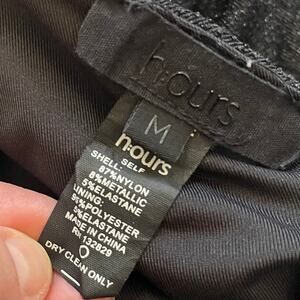 h:ours
M
h:ours
SELF
SHELL
87%NYLON
8%METALLIC
5%ELASTANE
LINING:
95%POLYESTER
5%ELASTANE
MADE IN CHINA
RN 132829
DRY CLEAN ONLY